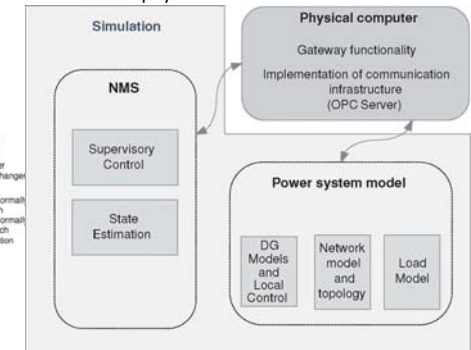 Simulation
Physical computer
Gateway functionality
Implementation of communication
infrastructure
(OPC Server)
NMS
Supervisory
Control
State
Estimation
Power system model
DG
Models
and
Local
Control
Network
model
and
topology
Load
Model